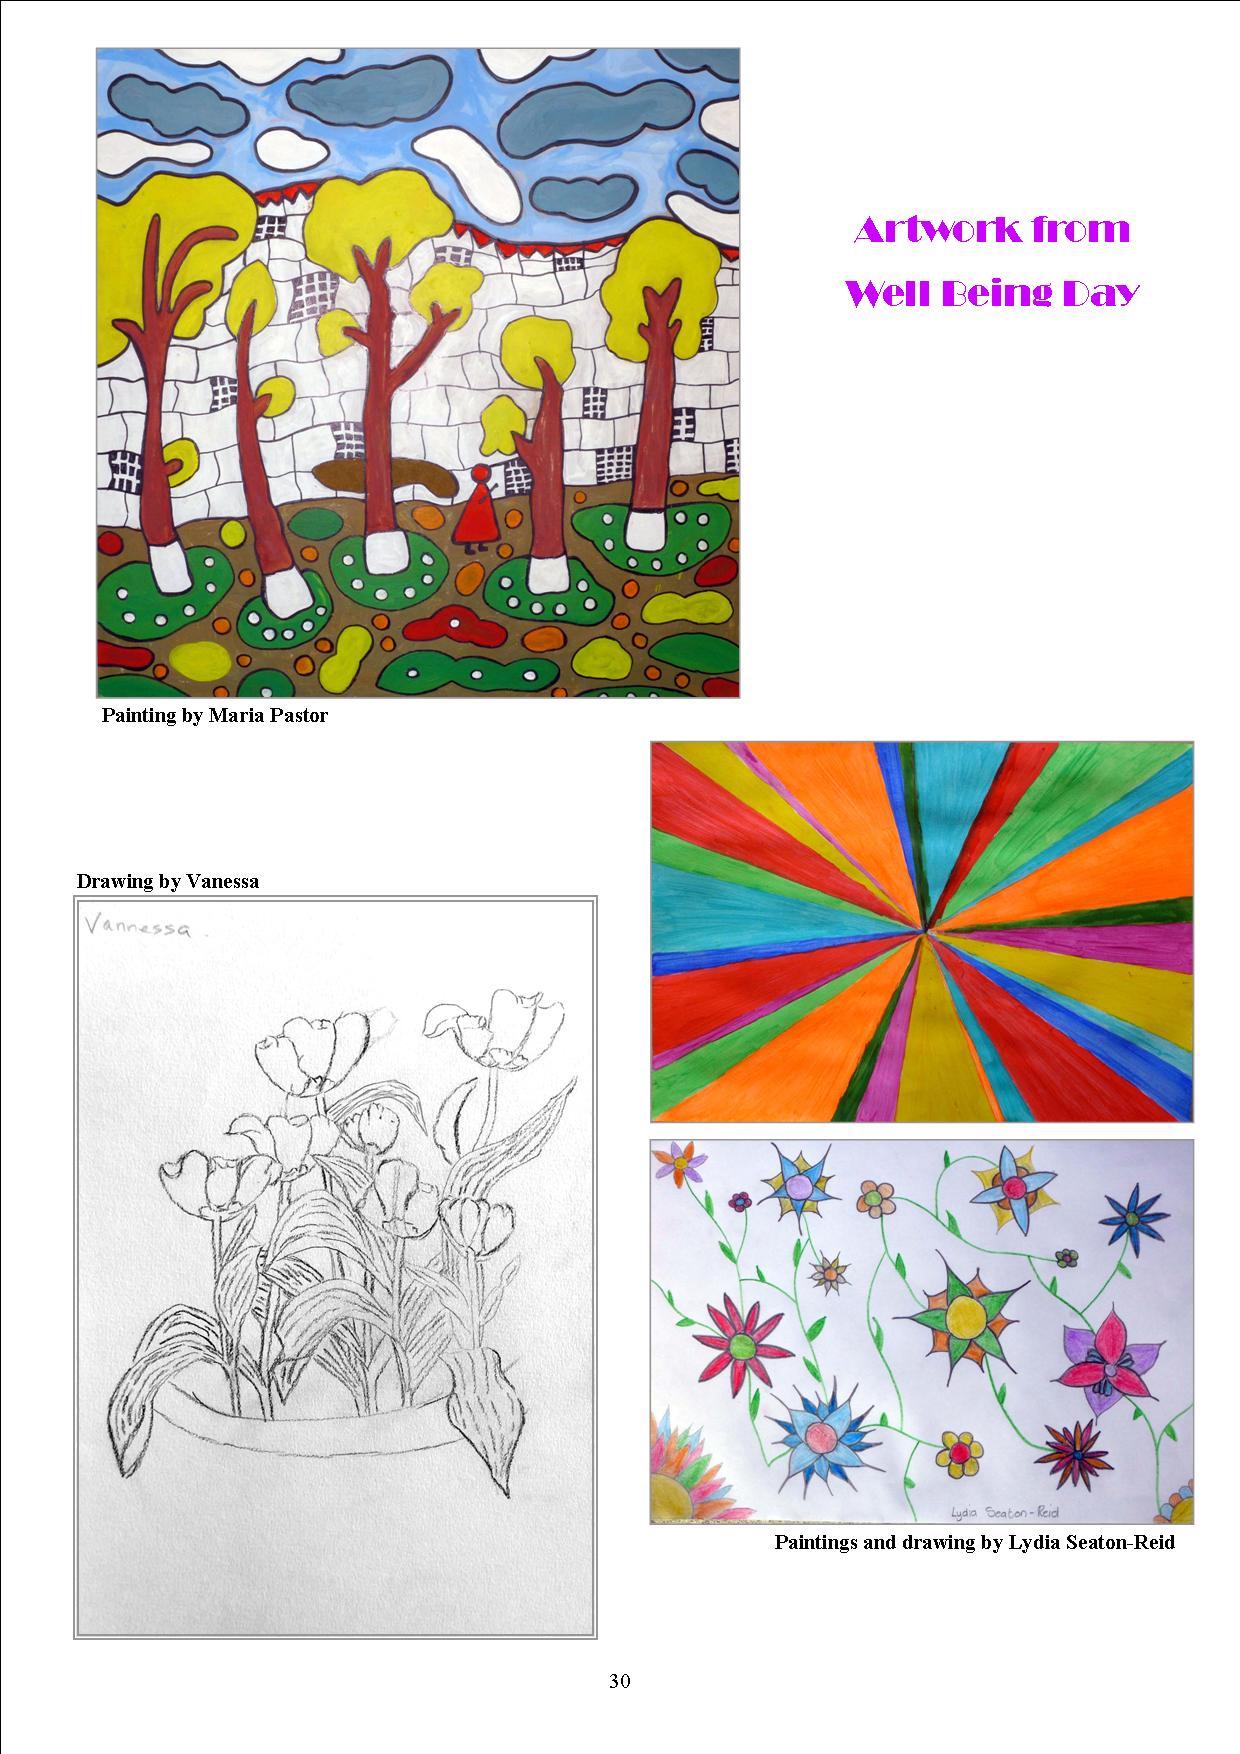 Artwork from
Well Being Day
Painting by Maria Pastor
Drawing by Vanessa
Vannessa.
Lydia Seaton-Reid
Paintings and drawing by Lydia Seaton-Reid
30